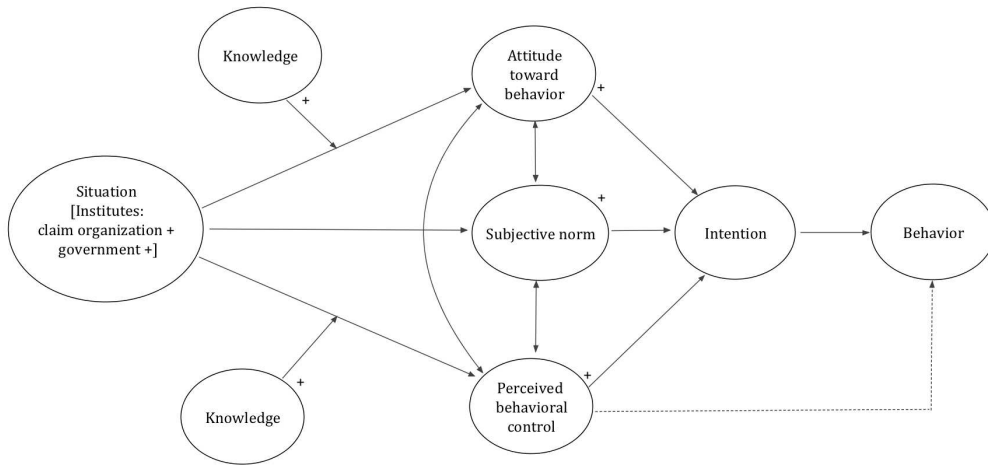 Knowledge
+
Attitude
toward
behavior
+
Situation
[Institutes:
claim organization +
government +]
Subjective norm
+
Intention
Behavior
Knowledge
+
Perceived
behavioral
control
+